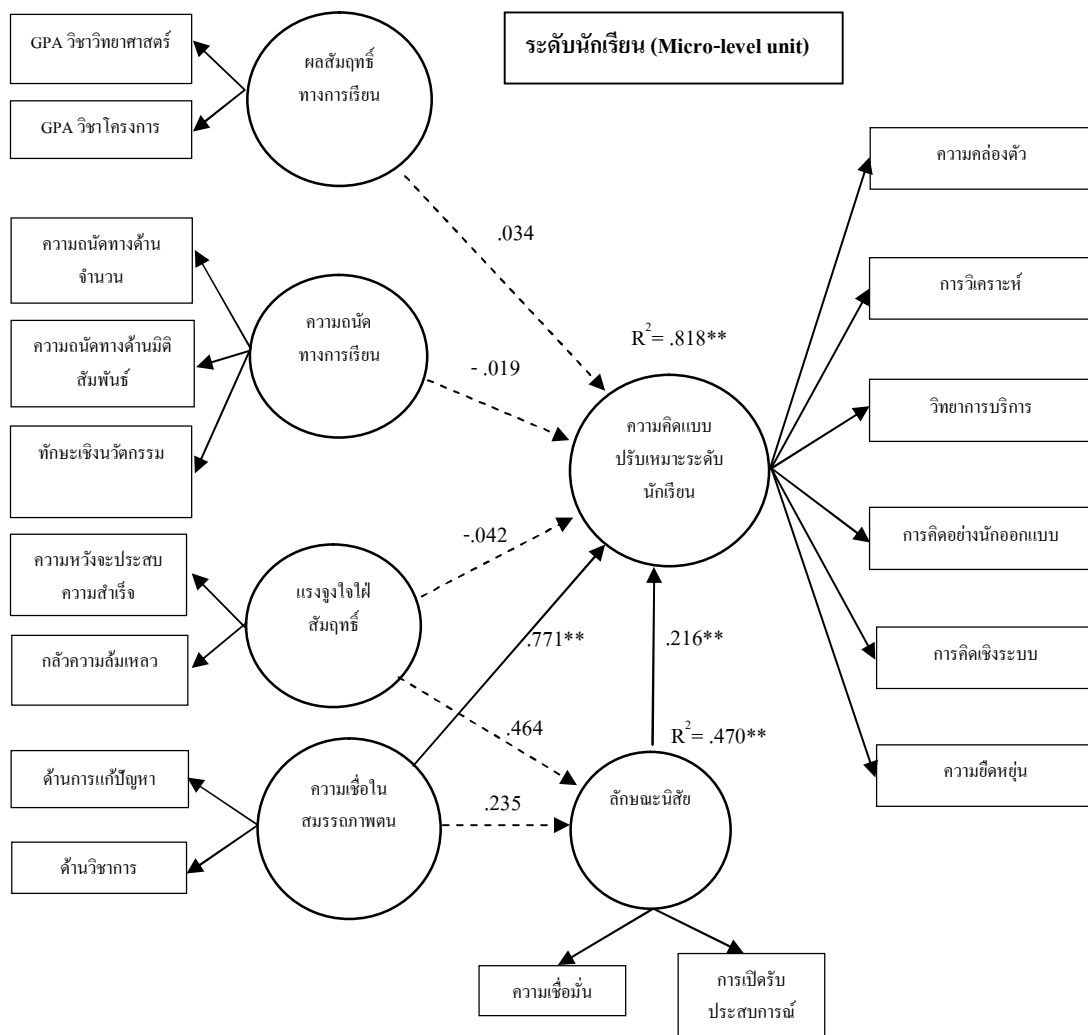 ระดับนักเรียน (Micro-level unit)
GPA วิชาวิทยาศาสตร์
GPA วิชาโครงการ
ผลสัมฤทธิ์
ทางการเรียน
.034
ความถนัดทางด้าน
จำนวน
ความถนัดทางด้านมิติ
สัมพันธ์
ทักษะเชิงนวัตกรรม
ความถนัด
ทางการเรียน
- .019
R²= .818**
ความคิดแบบ
ปรับเหมาะระดับ
นักเรียน
ความคล่องตัว
การวิเคราะห์
วิทยาการบริการ
การคิดอย่างนักออกแบบ
การคิดเชิงระบบ
ความยืดหยุ่น
ความหวังจะประสบ
ความสำเร็จ
กลัวความล้มเหลว
แรงจูงใจใฝ่
สัมฤทธิ์
-.042
.771**
.216**
.464
R²= .470**
ด้านการแก้ปัญหา
ด้านวิชาการ
ความเชื่อใน
สมรรถภาพตน
.235
ลักษณะนิสัย
ความเชื่อมั่น
การเปิดรับ
ประสบการณ์